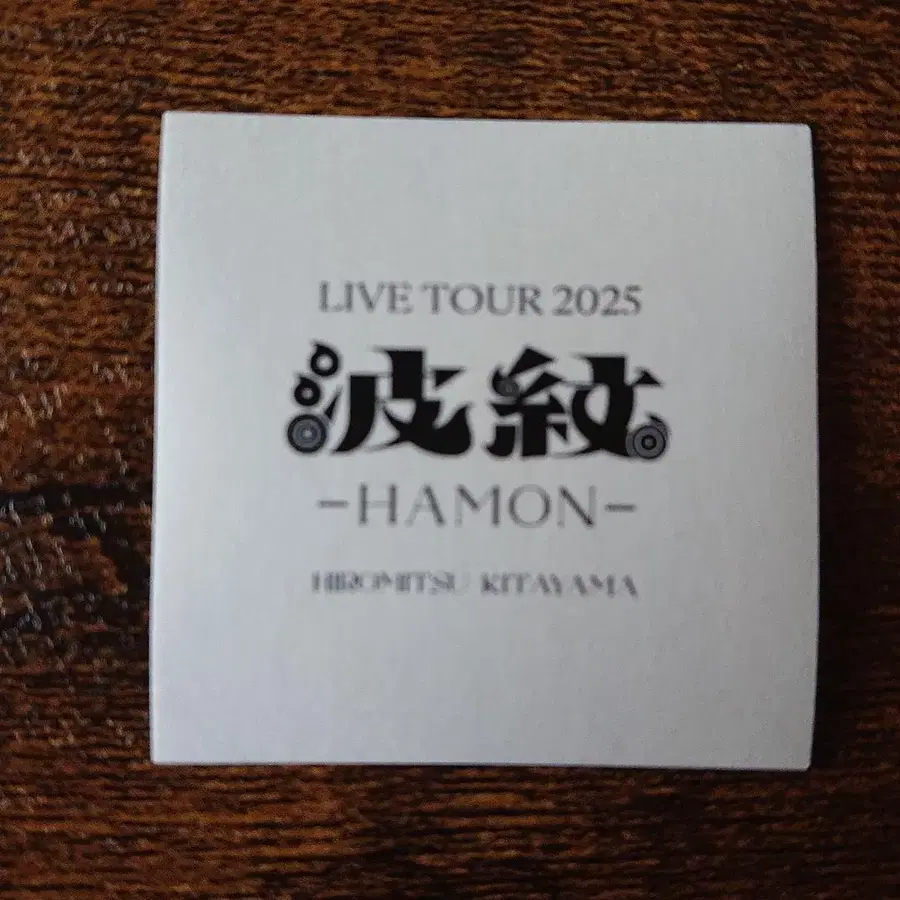 LIVE TOUR 2025
波紋
-HAMON-
HIROMITSU KITAYAMA